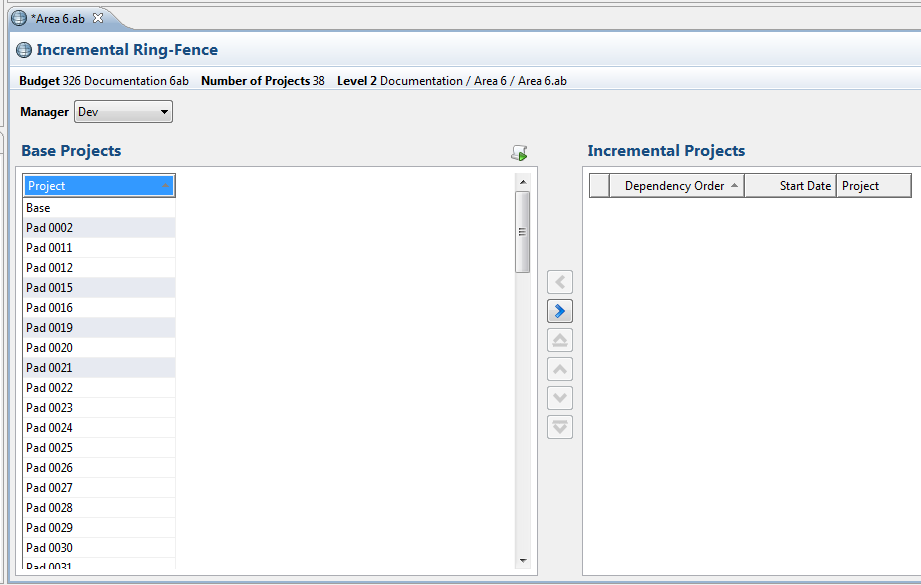 *Area 6.ab
Incremental Ring-Fence
Budget 326 Documentation 6ab Number of Projects 38 Level 2 Documentation / Area 6 / Area 6.ab
Manager Dev
Base Projects
Project
Base
Pad 0002
Pad 0011
Pad 0012
Pad 0015
Pad 0016
Pad 0019
Pad 0020
Pad 0021
Pad 0022
Pad 0023
Pad 0024
Pad 0025
Pad 0026
Pad 0027
Pad 0028
Pad 0029
Pad 0030
Pad 0031
Incremental Projects
Dependency Order Start Date Project